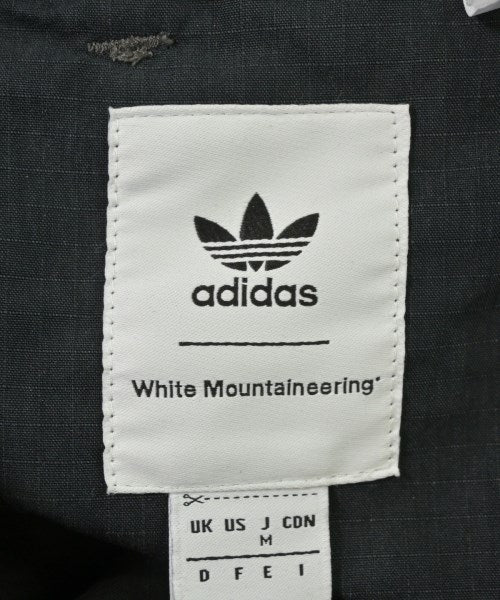 adidas
White Mountaineering®
UK US J CDN
M
D F E I